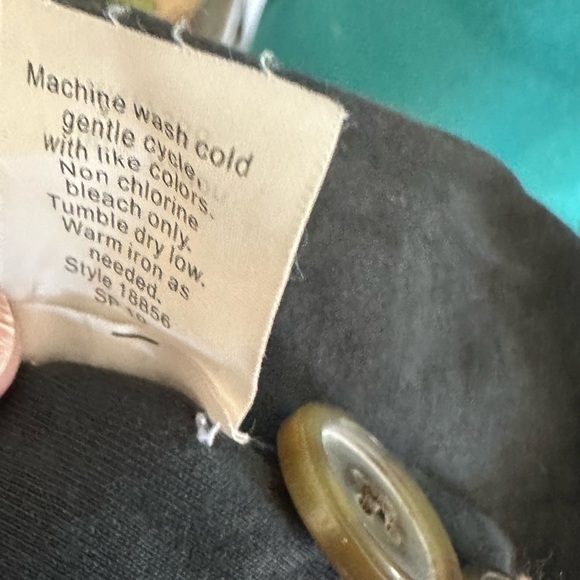 Machine wash cold
gentle cycle
with like colors.
Non chlorine
bleach only.
Tumble dry low.
Warm iron as
needed.
Style 18856
SP